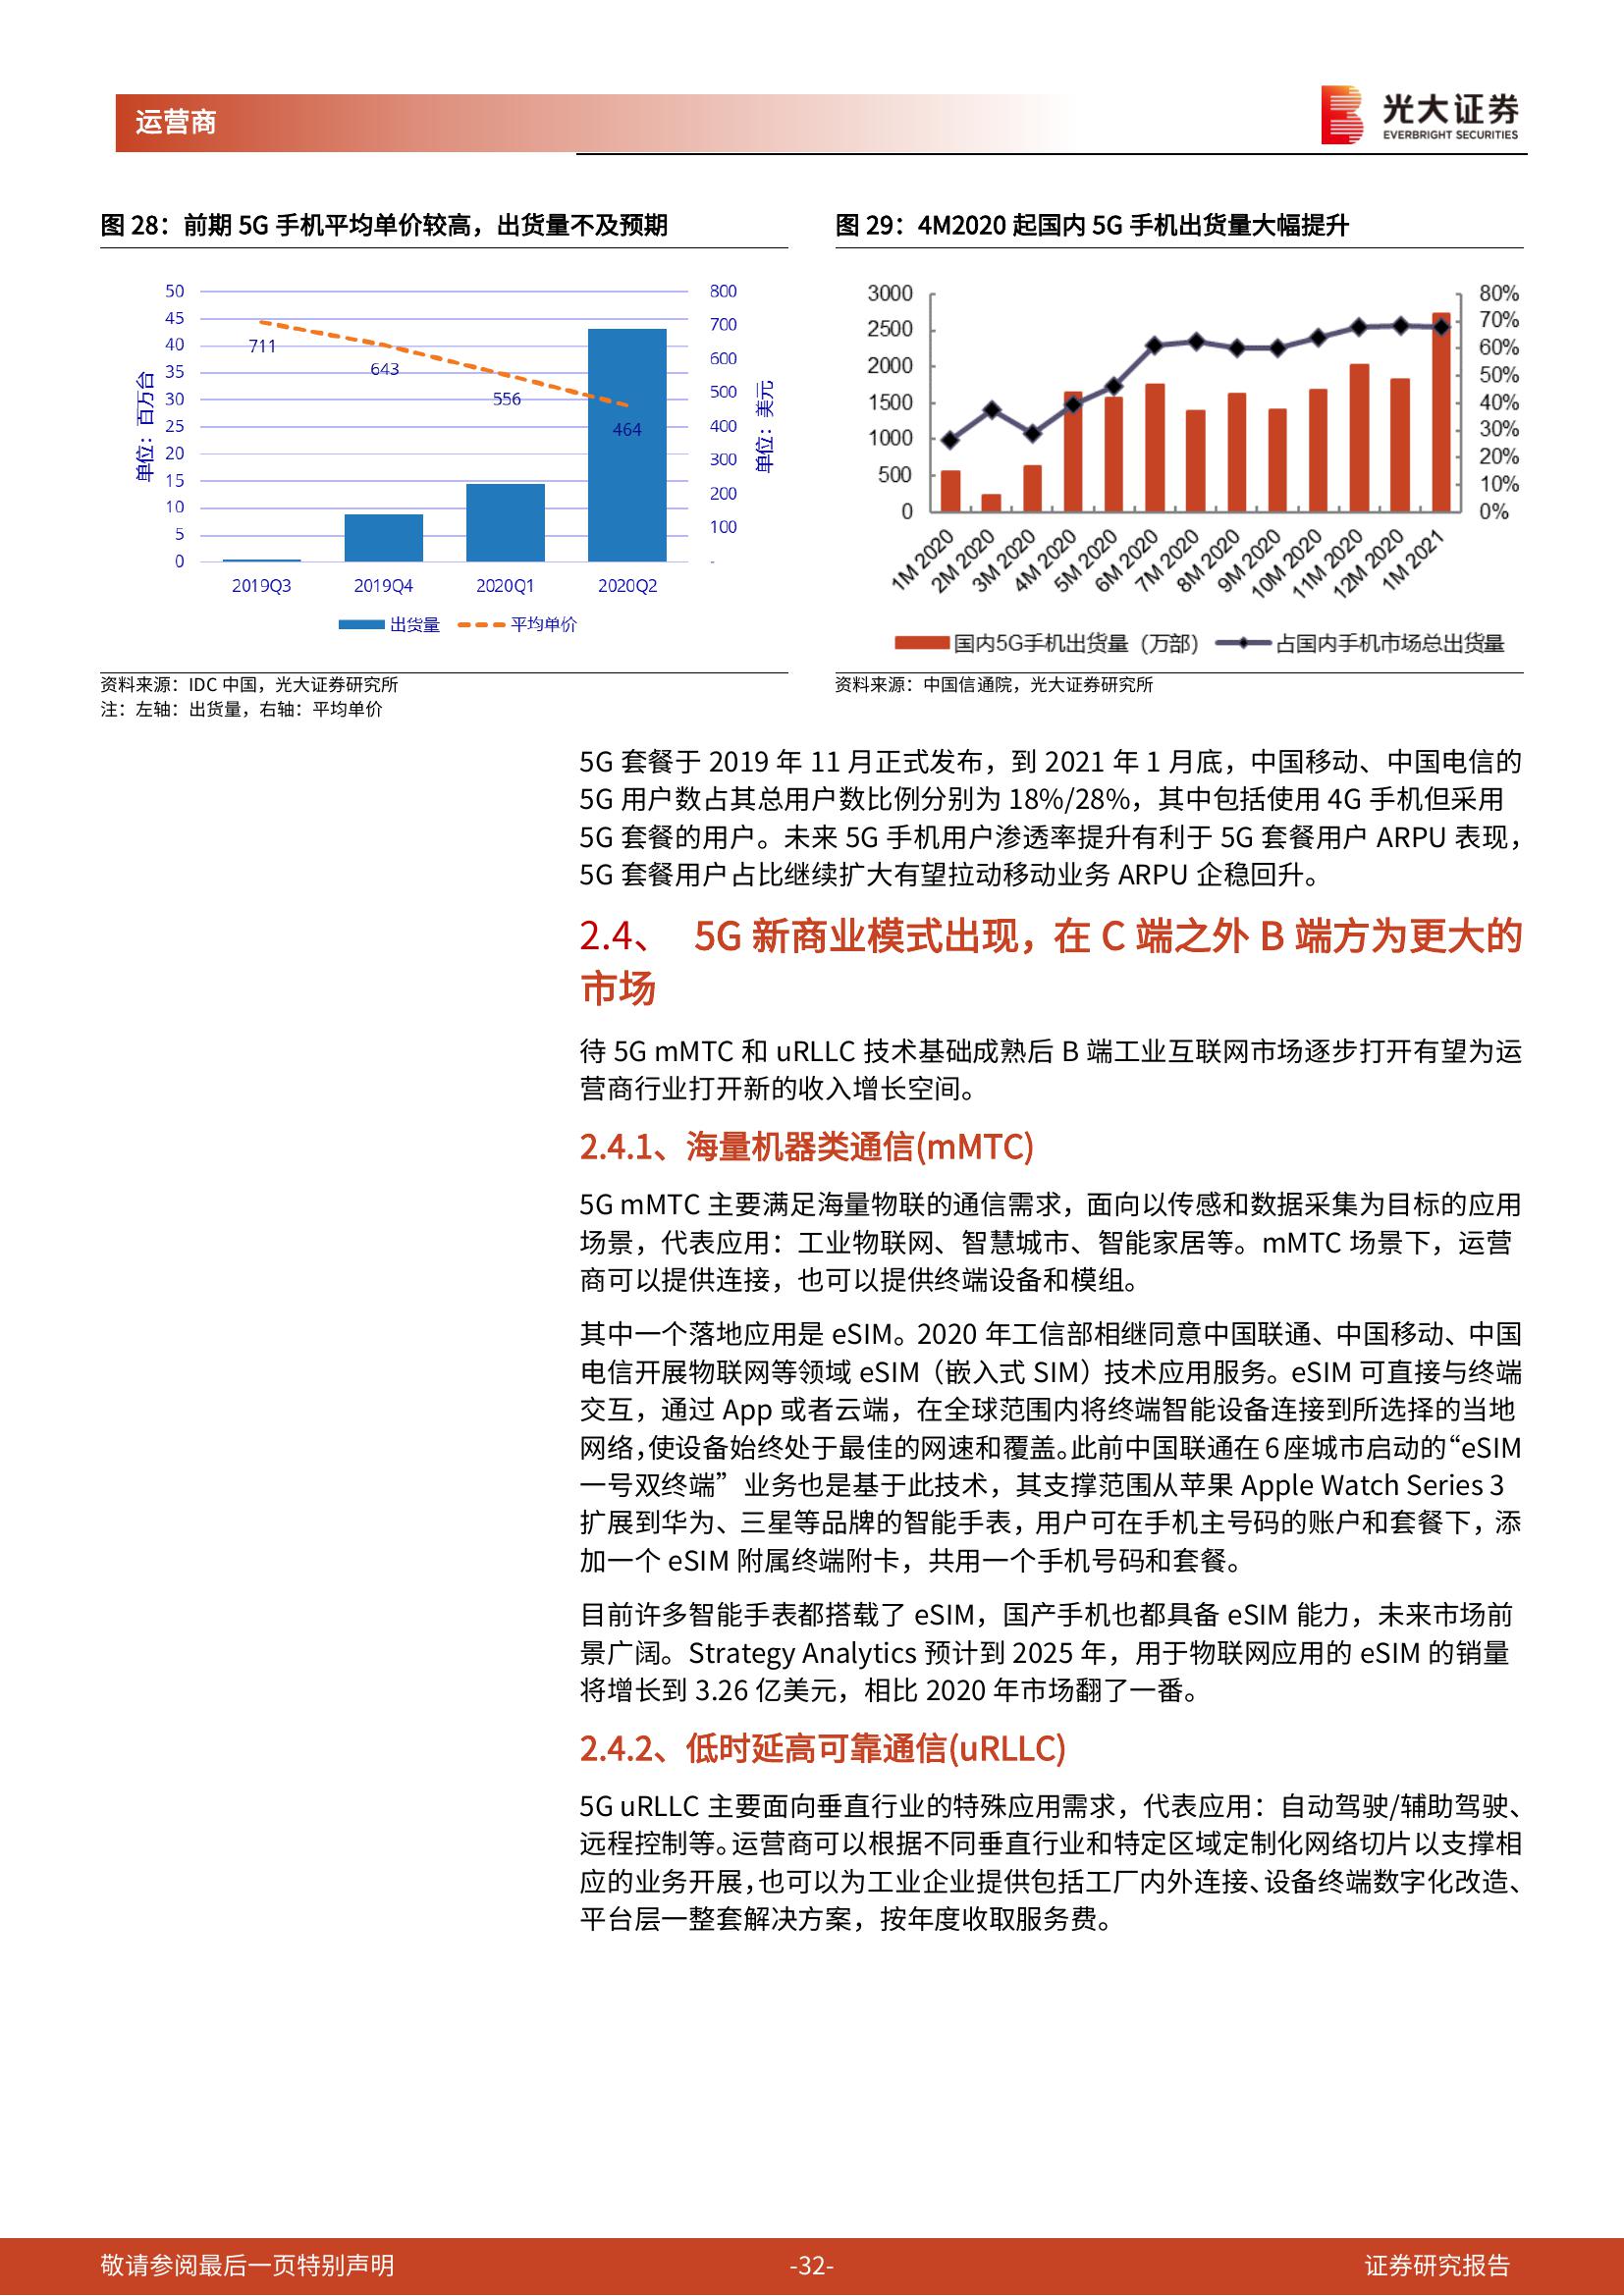 运营商
光大证券
EVERBRIGHT SECURITIES
图 28：前期 5G 手机平均单价较高，出货量不及预期
50
45
40
35
30
25
20
15
10
5
0
单位：百万台
800
700
600
500
400
300
200
100
-
单位：美元
711
643
556
464
2019Q3
2019Q4
2020Q1
2020Q2
出货量
平均单价
资料来源：IDC 中国，光大证券研究所
注：左轴：出货量，右轴：平均单价
图 29：4M2020 起国内 5G 手机出货量大幅提升
3000
2500
2000
1500
1000
500
0
80%
70%
60%
50%
40%
30%
20%
10%
0%
1M 2020
2M 2020
3M 2020
4M 2020
5M 2020
6M 2020
7M 2020
8M 2020
9M 2020
10M 2020
11M 2020
12M 2020
1M 2021
国内5G手机出货量（万部）
占国内手机市场总出货量
资料来源：中国信通院，光大证券研究所
5G 套餐于 2019 年 11 月正式发布，到 2021 年 1 月底，中国移动、中国电信的
5G 用户数占其总用户数比例分别为 18%/28%，其中包括使用 4G 手机但采用
5G 套餐的用户。未来 5G 手机用户渗透率提升有利于 5G 套餐用户 ARPU 表现，
5G 套餐用户占比继续扩大有望拉动移动业务 ARPU 企稳回升。
2.4、 5G 新商业模式出现，在 C 端之外 B 端方为更大的
市场
待 5G mMTC 和 uRLLC 技术基础成熟后 B 端工业互联网市场逐步打开有望为运
营商行业打开新的收入增长空间。
2.4.1、海量机器类通信(mMTC)
5G mMTC 主要满足海量物联的通信需求，面向以传感和数据采集为目标的应用
场景，代表应用：工业物联网、智慧城市、智能家居等。mMTC 场景下，运营
商可以提供连接，也可以提供终端设备和模组。
其中一个落地应用是 eSIM。2020 年工信部相继同意中国联通、中国移动、中国
电信开展物联网等领域 eSIM（嵌入式 SIM）技术应用服务。eSIM 可直接与终端
交互，通过 App 或者云端，在全球范围内将终端智能设备连接到所选择的当地
网络，使设备始终处于最佳的网速和覆盖。此前中国联通在 6 座城市启动的“eSIM
一号双终端”业务也是基于此技术，其支撑范围从苹果 Apple Watch Series 3
扩展到华为、三星等品牌的智能手表，用户可在手机主号码的账户和套餐下，添
加一个 eSIM 附属终端附卡，共用一个手机号码和套餐。
目前许多智能手表都搭载了 eSIM，国产手机也都具备 eSIM 能力，未来市场前
景广阔。Strategy Analytics 预计到 2025 年，用于物联网应用的 eSIM 的销量
将增长到 3.26 亿美元，相比 2020 年市场翻了一番。
2.4.2、低时延高可靠通信(uRLLC)
5G uRLLC 主要面向垂直行业的特殊应用需求，代表应用：自动驾驶/辅助驾驶、
远程控制等。运营商可以根据不同垂直行业和特定区域定制化网络切片以支撑相
应的业务开展，也可以为工业企业提供包括工厂内外连接、设备终端数字化改造、
平台层一整套解决方案，按年度收取服务费。
敬请参阅最后一页特别声明
-32-
证券研究报告